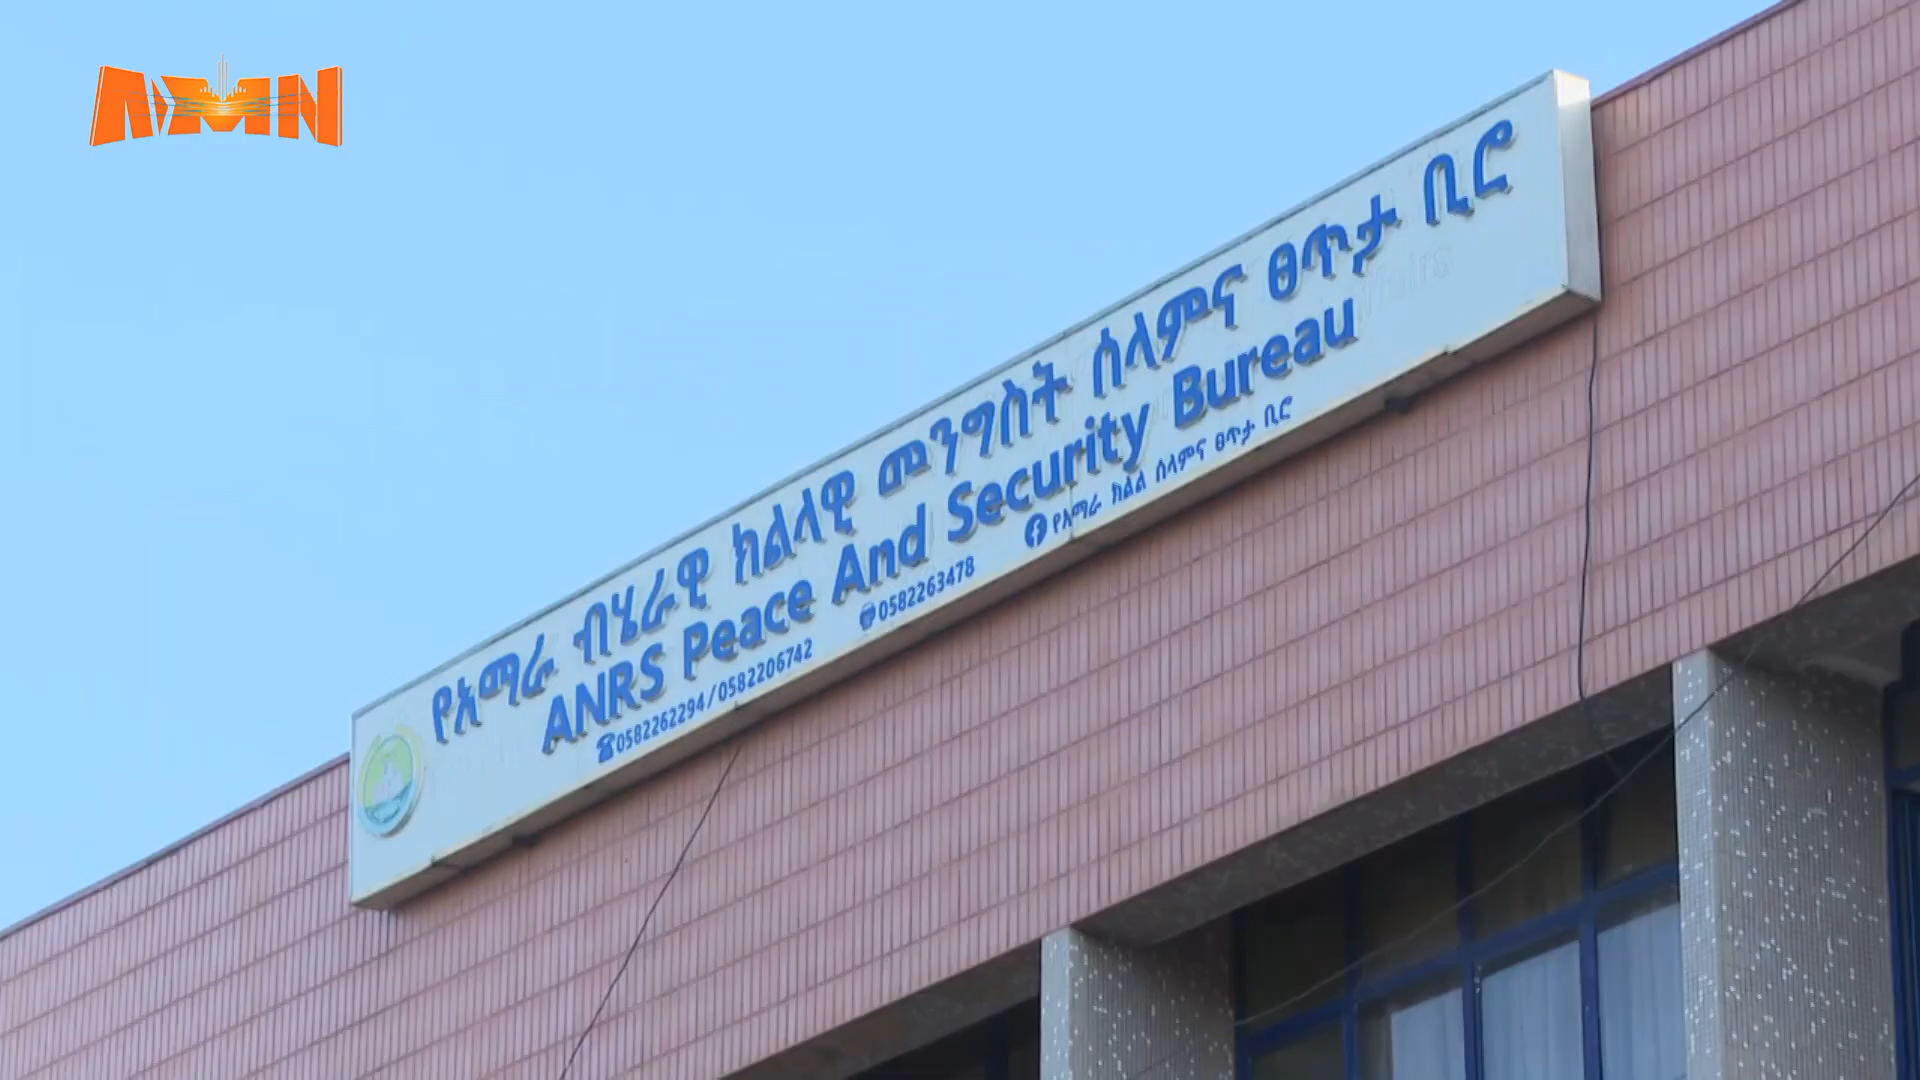 AMN
የአማራ ብሄራዊ ክልላዊ መንግስት ሰላምና ፀጥታ ቢሮ
ANRS Peace And Security Bureau
☎0582262294/0582206742 0582263478 የአማራ ክልል ሰላምና ፀጥታ ቢሮ